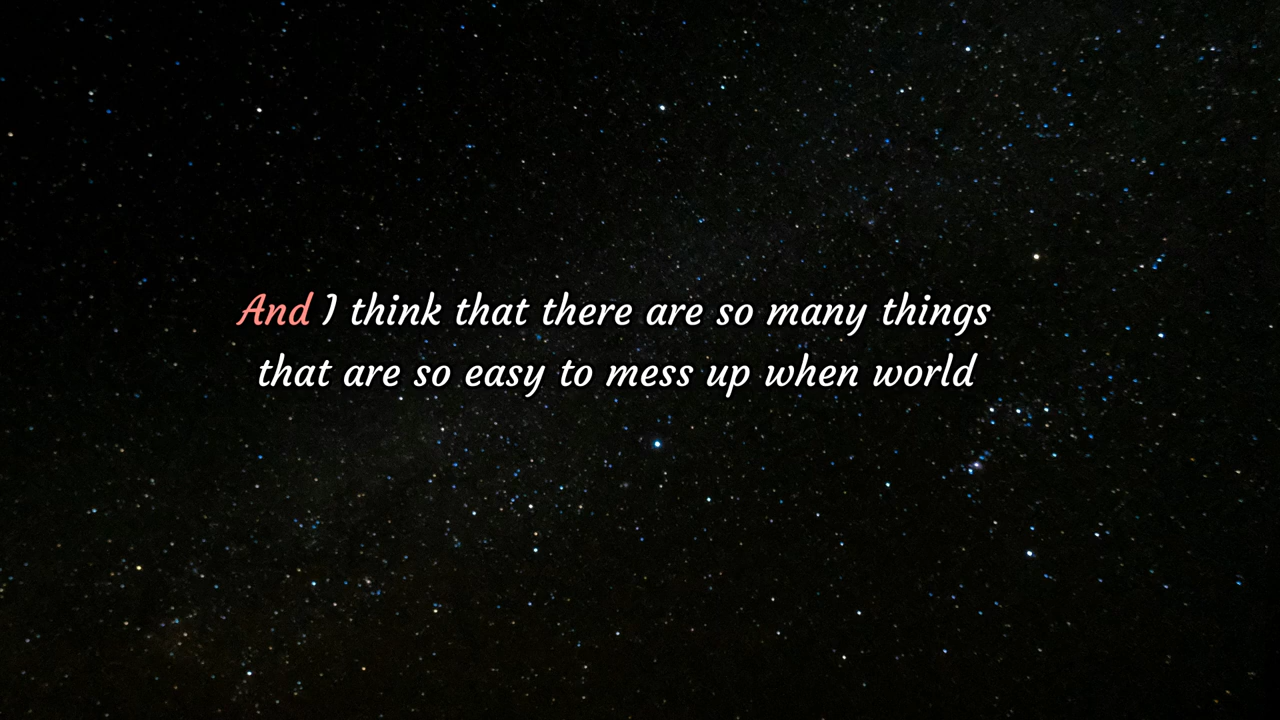 And I think that there are so many things
that are so easy to mess up when world